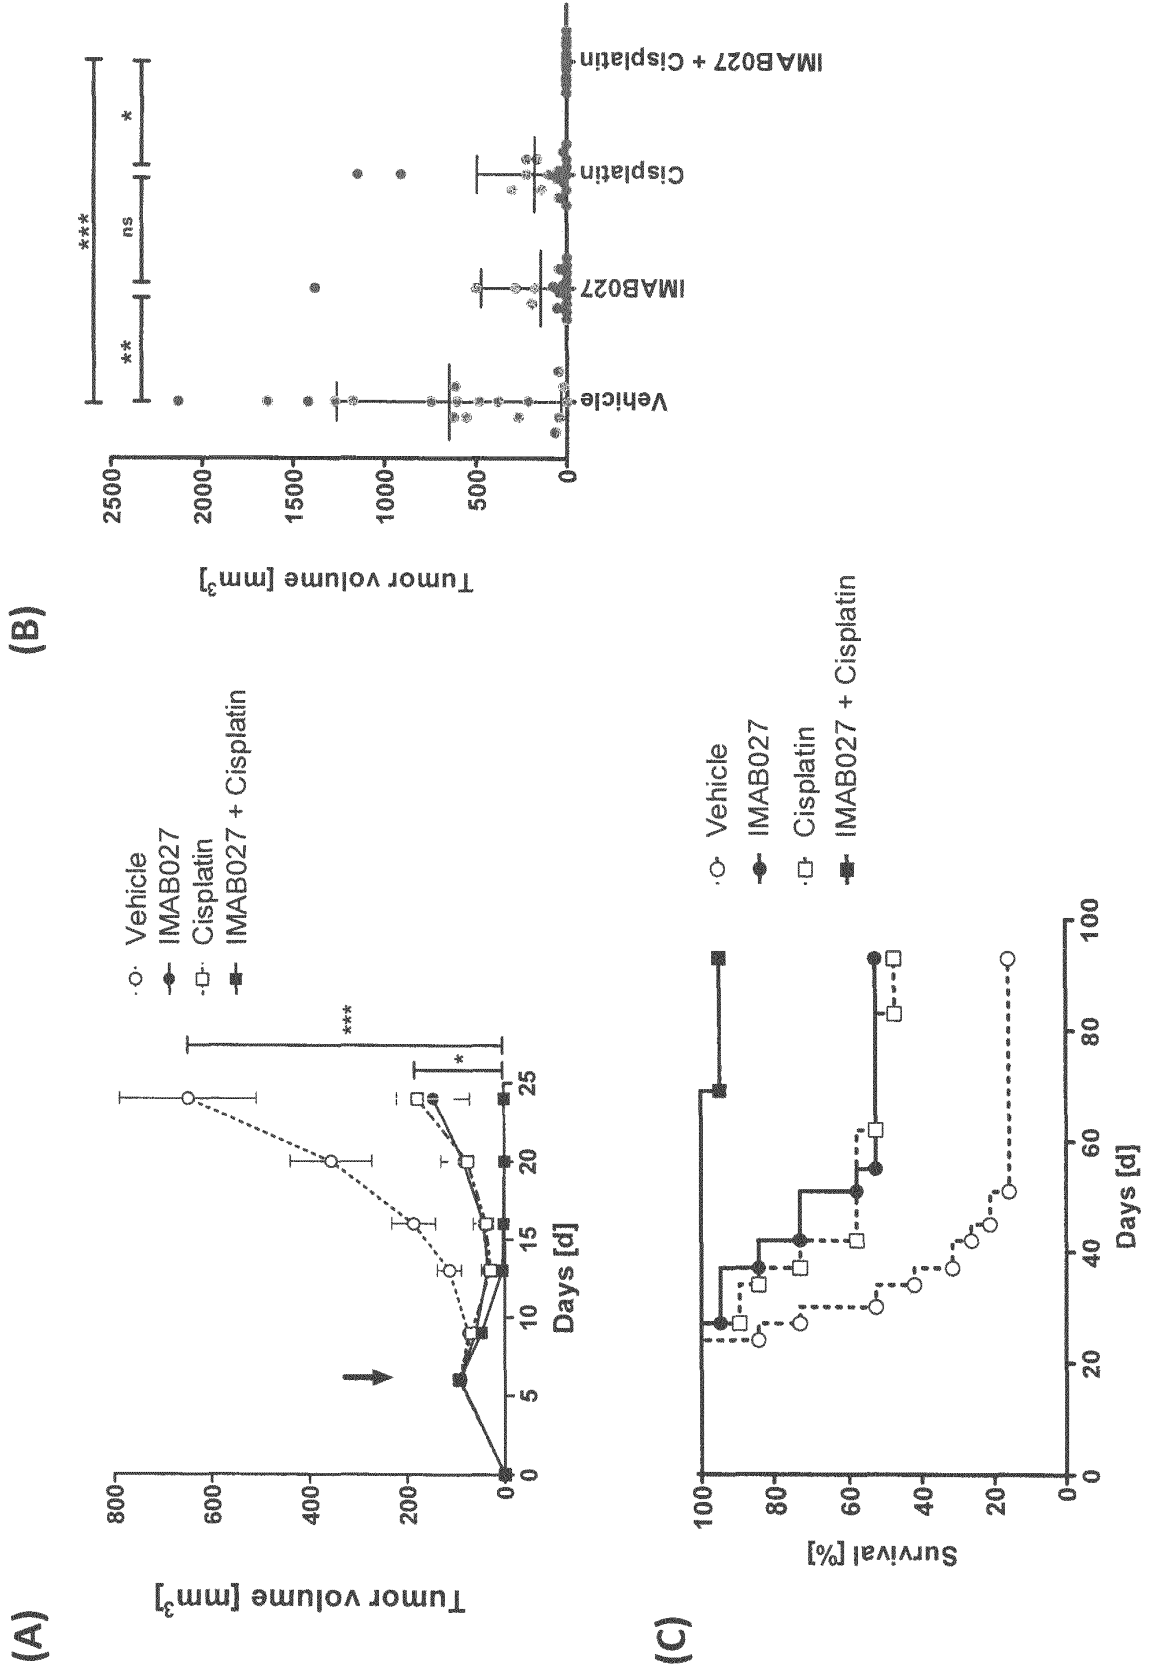 (A)
Tumor volume [mm³]
800
600
400
200
0
0
5
10
15
20
25
Days [d]
*
***
Vehicle
IMAB027
Cisplatin
IMAB027 + Cisplatin
(B)
Tumor volume [mm³]
2500
2000
1500
1000
500
0
***
**
ns
*
Vehicle
IMAB027
Cisplatin
IMAB027 + Cisplatin
(C)
Survival [%]
100
80
60
40
20
0
0
20
40
60
80
100
Days [d]
Vehicle
IMAB027
Cisplatin
IMAB027 + Cisplatin